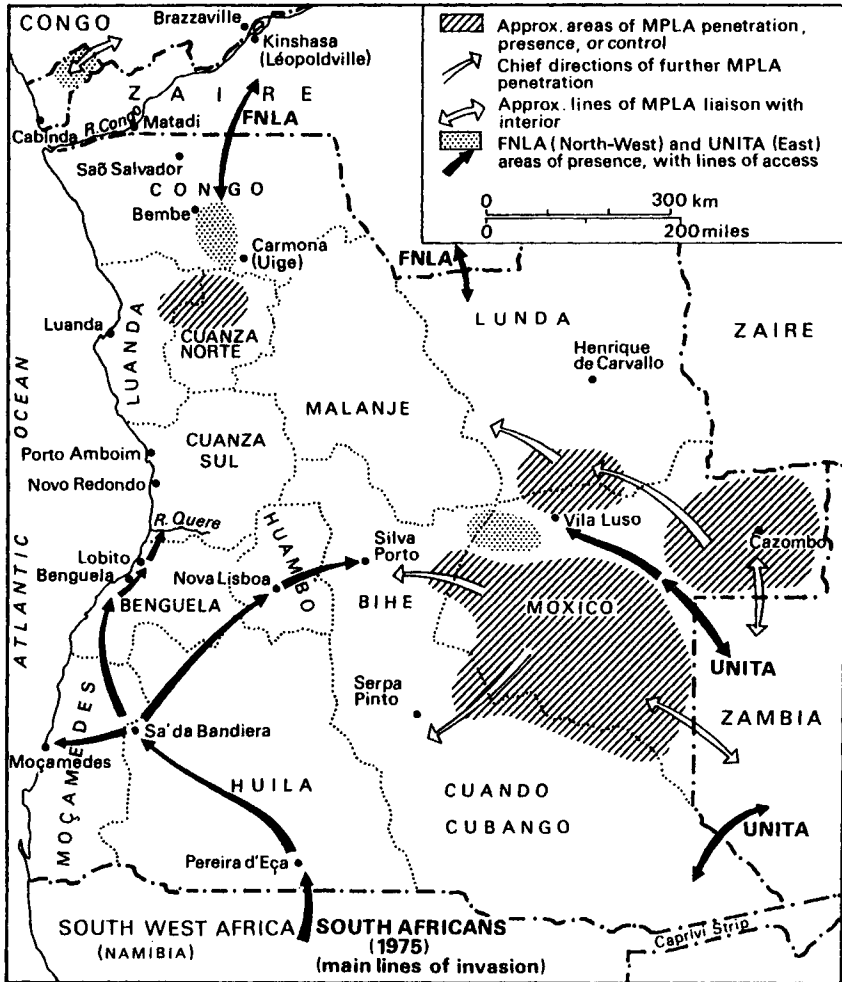 CONGO
Brazzaville
Kinshasa
(Léopoldville)
ZAIRE
Cabinda
R. Congo
Matadi
FNLA
Saõ Salvador
CONGO
Bembe
Carmona
(Uige)
Approx. areas of MPLA penetration,
presence, or control
Chief directions of further MPLA
penetration
Approx. lines of MPLA liaison with
interior
FNLA (North-West) and UNITA (East)
areas of presence, with lines of access
0 300 km
0 200 miles
FNLA
LUNDA
ZAIRE
Luanda
LUANDA
CUANZA
NORTE
Henrique
de Carvallo
MALANJE
ATLANTIC OCEAN
Porto Amboim
CUANZA
SUL
Novo Redondo
R. Quere
HUAMBO
Silva
Porto
Vila Luso
Cazombo
Lobito
Benguela
Nova Lisboa
BENGUELA
BIHE
MOXICO
Serpa
Pinto
UNITA
ZAMBIA
Sa' da Bandiera
Moçamedes
MOÇAMEDES
HUILA
CUANDO
CUBANGO
UNITA
Pereira d'Eça
SOUTH WEST AFRICA
(NAMIBIA)
SOUTH AFRICANS
(1975)
(main lines of invasion)
Caprivi Strip